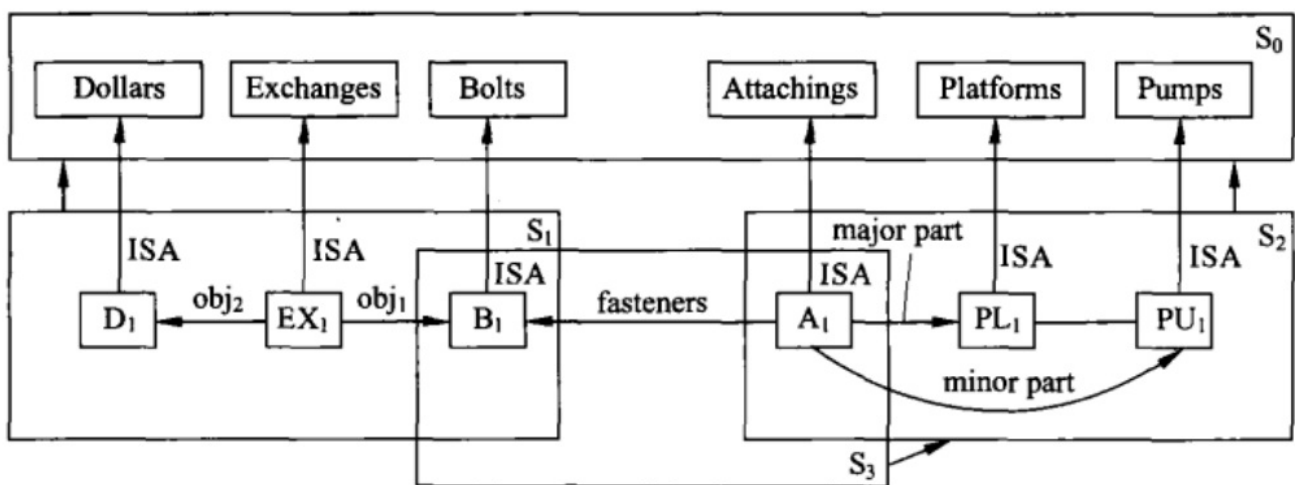 S₀
Dollars Exchanges Bolts Attachings Platforms Pumps
S₁ major part S₂
ISA ISA ISA ISA ISA ISA
D₁ obj₂ EX₁ obj₁ B₁ fasteners A₁ PL₁ PU₁
minor part
S₃